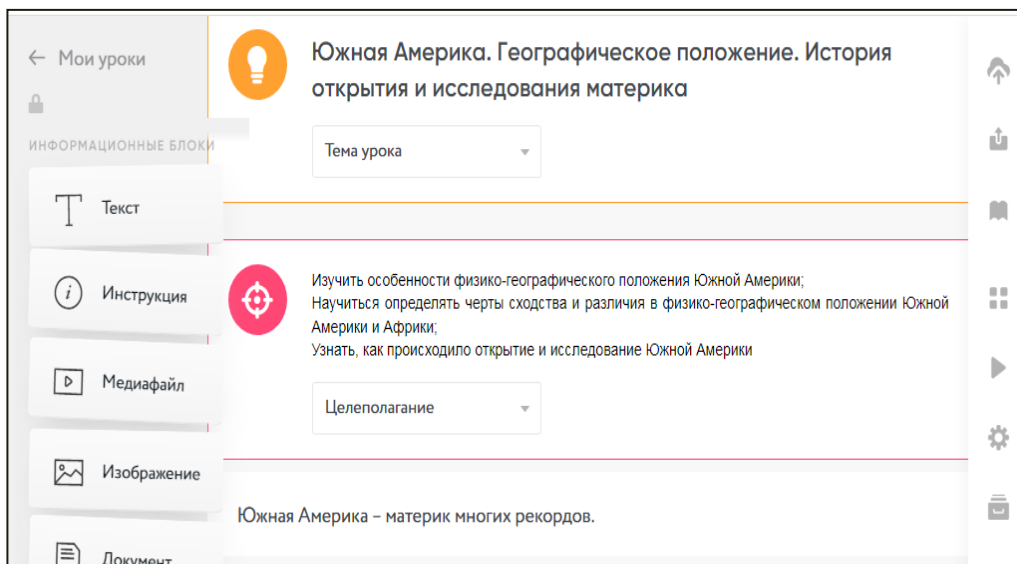 Мои уроки
ИНФОРМАЦИОННЫЕ БЛОКИ
Текст
Инструкция
Медиафайл
Изображение
Документ
Южная Америка. Географическое положение. История
открытия и исследования материка
Тема урока
Изучить особенности физико-географического положения Южной Америки;
Научиться определять черты сходства и различия в физико-географическом положении Южной
Америки и Африки;
Узнать, как происходило открытие и исследование Южной Америки
Целеполагание
Южная Америка – материк многих рекордов.